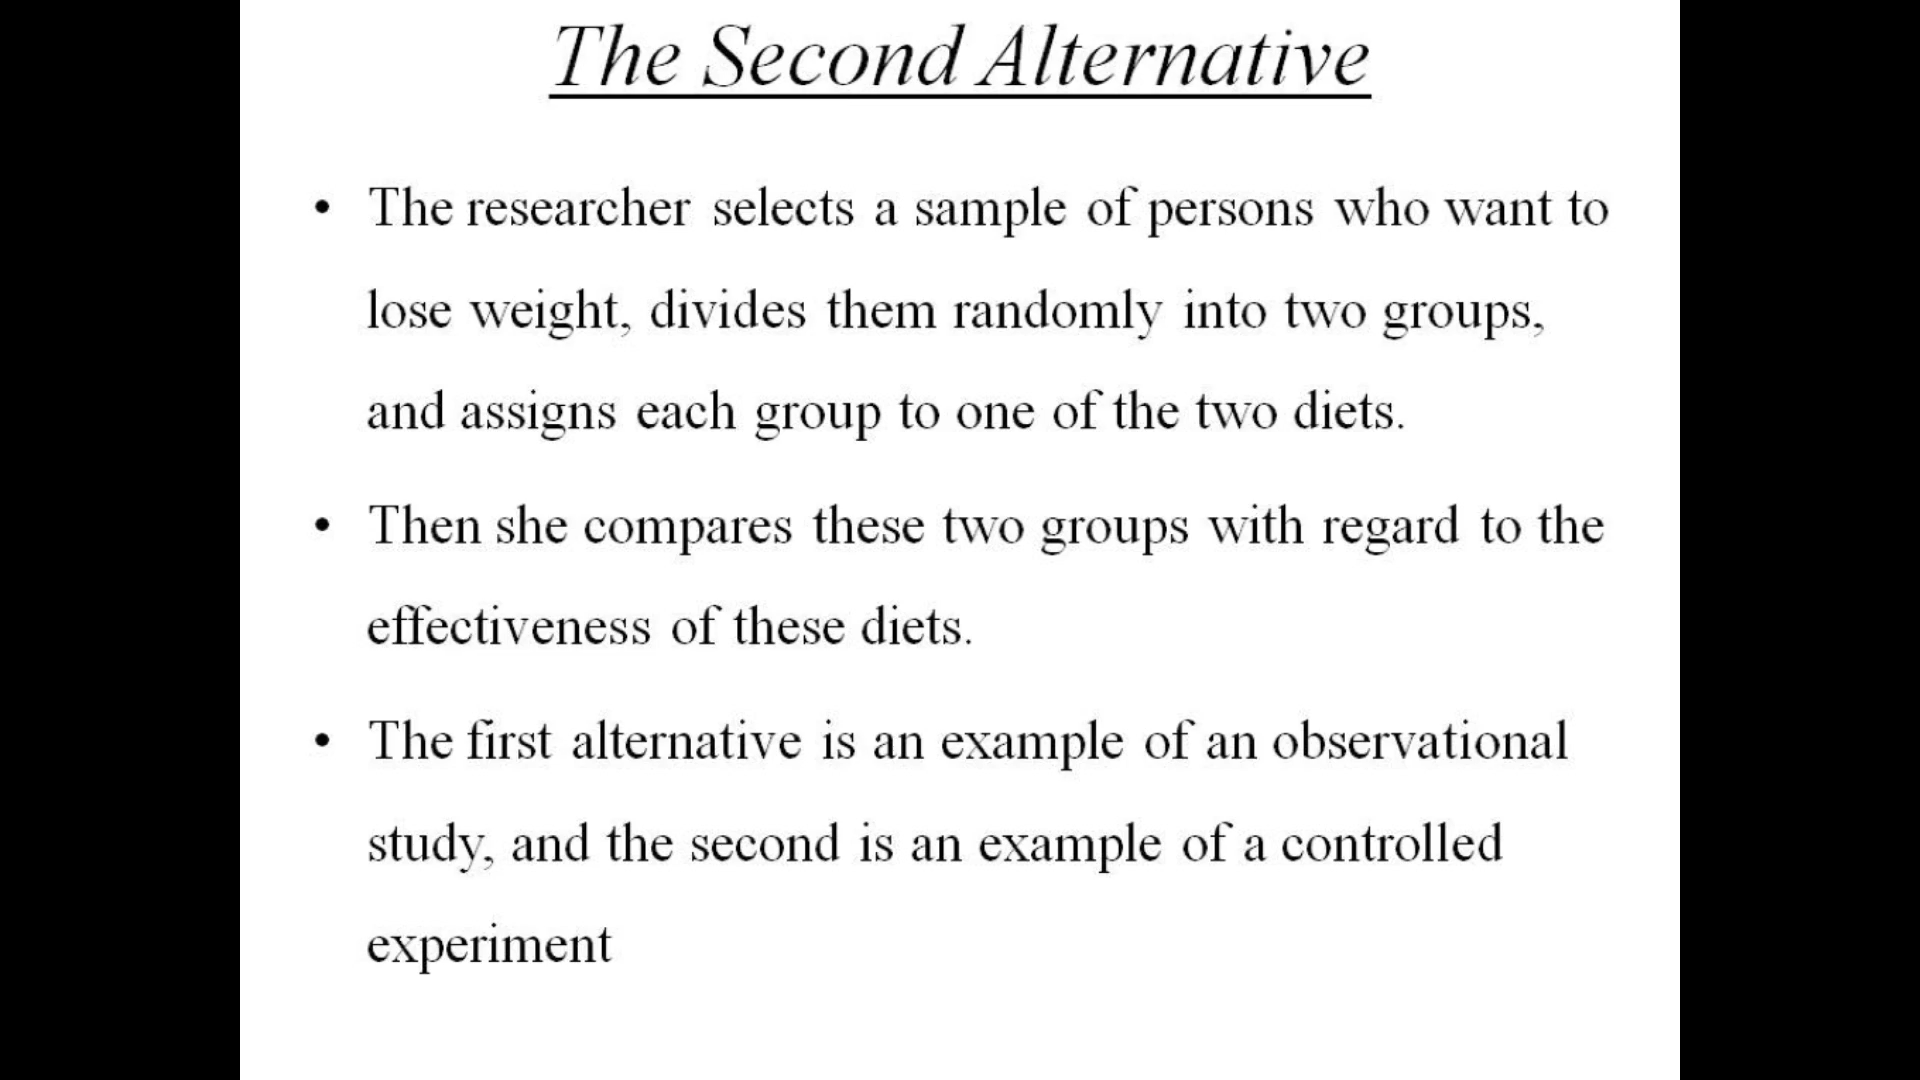 The Second Alternative
• The researcher selects a sample of persons who want to
lose weight, divides them randomly into two groups,
and assigns each group to one of the two diets.
• Then she compares these two groups with regard to the
effectiveness of these diets.
• The first alternative is an example of an observational
study, and the second is an example of a controlled
experiment